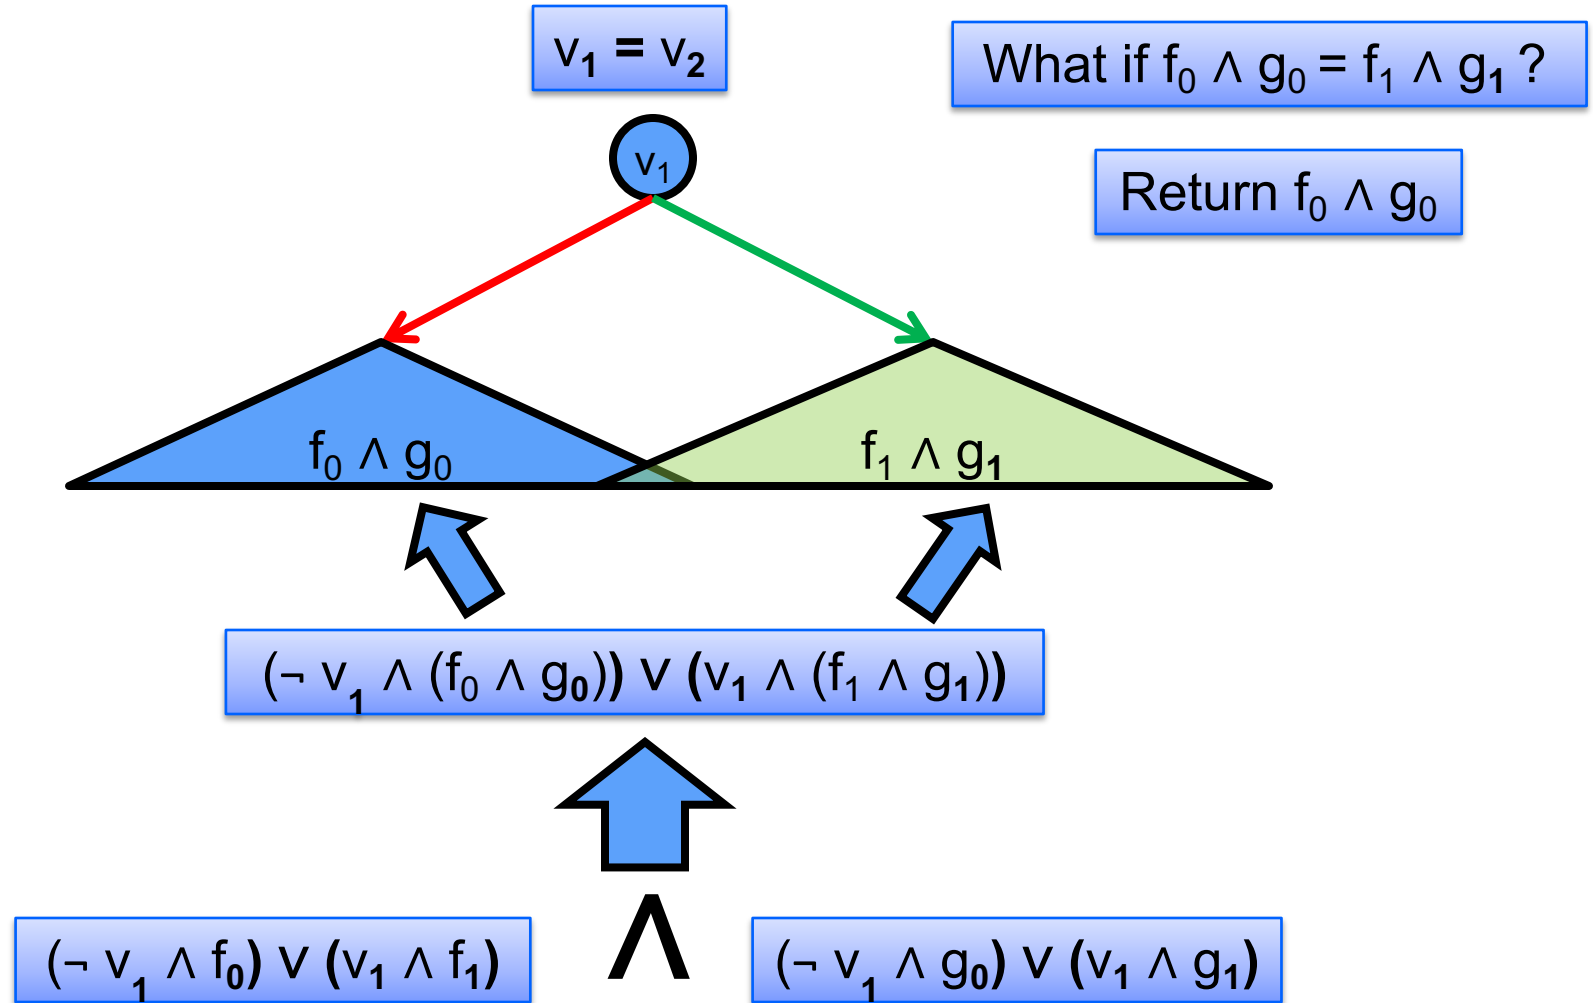 v₁ = v₂
What if f₀ ∧ g₀ = f₁ ∧ g₁ ?
v₁
Return f₀ ∧ g₀
f₀ ∧ g₀
f₁ ∧ g₁
(¬ v₁ ∧ (f₀ ∧ g₀)) ∨ (v₁ ∧ (f₁ ∧ g₁))
(¬ v₁ ∧ f₀) ∨ (v₁ ∧ f₁)
∧
(¬ v₁ ∧ g₀) ∨ (v₁ ∧ g₁)